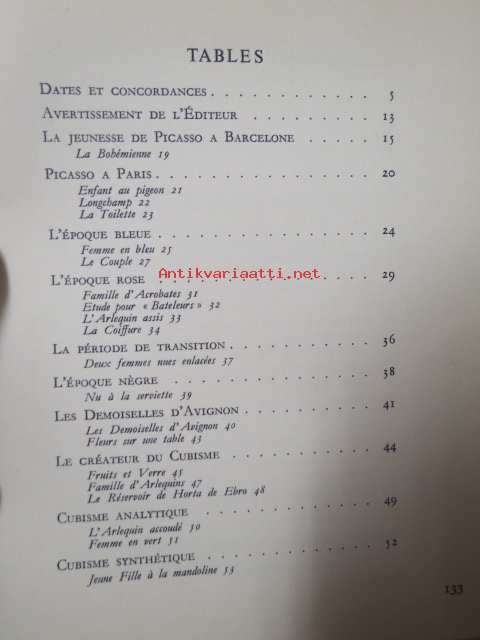 TABLES
DATES ET CONCORDANCES . . . . . . . . . . . . 5
AVERTISSEMENT DE L'ÉDITEUR . . . . . . . . . 13
LA JEUNESSE DE PICASSO A BARCELONE . . . . . 15
La Bohémienne 19
PICASSO A PARIS . . . . . . . . . . . . . . . . 20
Enfant au pigeon 21
Longchamp 22
La Toilette 23
L'ÉPOQUE BLEUE . . . . . . . . . . . . . . . . 24
Femme en bleu 25
Le Couple 27
Antikvariaatti.net
L'ÉPOQUE ROSE . . . . . . . . . . . . . . . . 29
Famille d'Acrobates 31
Etude pour « Bateleurs » 32
L'Arlequin assis 33
La Coiffure 34
LA PÉRIODE DE TRANSITION . . . . . . . . . . . 36
Deux femmes nues enlacées 37
L'ÉPOQUE NÈGRE . . . . . . . . . . . . . . 38
Nu à la serviette 39
LES DEMOISELLES D'AVIGNON . . . . . . . . . . 41
Les Demoiselles d'Avignon 40
Fleurs sur une table 43
LE CRÉATEUR DU CUBISME . . . . . . . . . . . 44
Fruits et Verre 45
Famille d'Arlequins 47
Le Réservoir de Horta de Ebro 48
CUBISME ANALYTIQUE . . . . . . . . . . . . . 49
L'Arlequin accoudé 50
Femme en vert 51
CUBISME SYNTHÉTIQUE . . . . . . . . . . . . 52
Jeune Fille à la mandoline 53
133